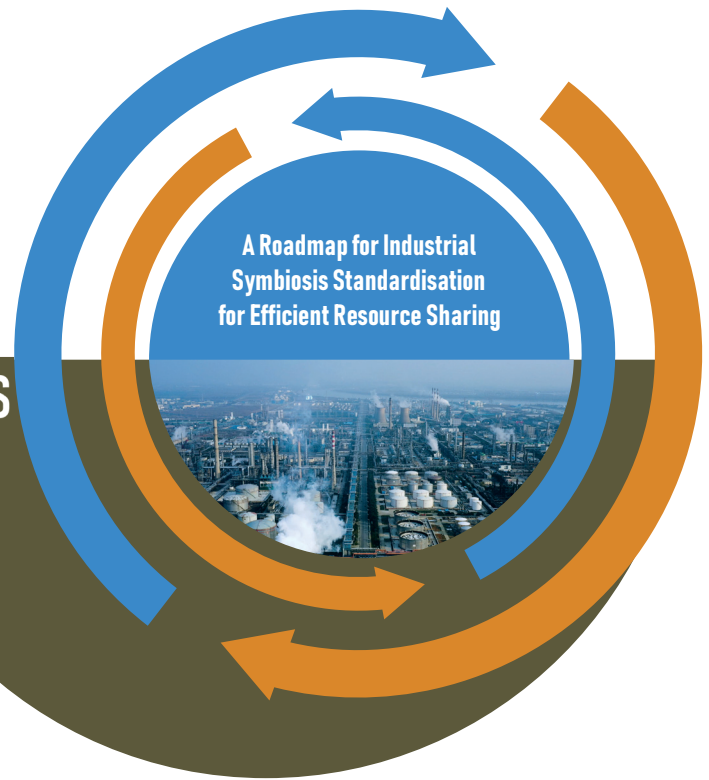 A Roadmap for Industrial
Symbiosis Standardisation
for Efficient Resource Sharing
S